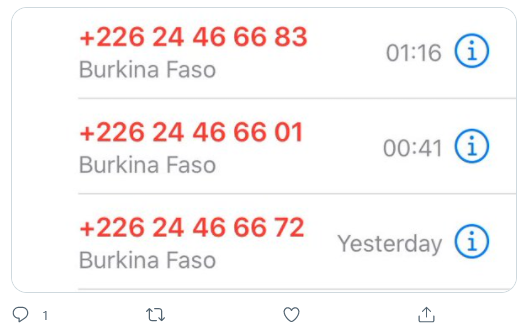 +226 24 46 66 83
01:16
Burkina Faso
+226 24 46 66 01
00:41
Burkina Faso
+226 24 46 66 72
Yesterday
Burkina Faso
1